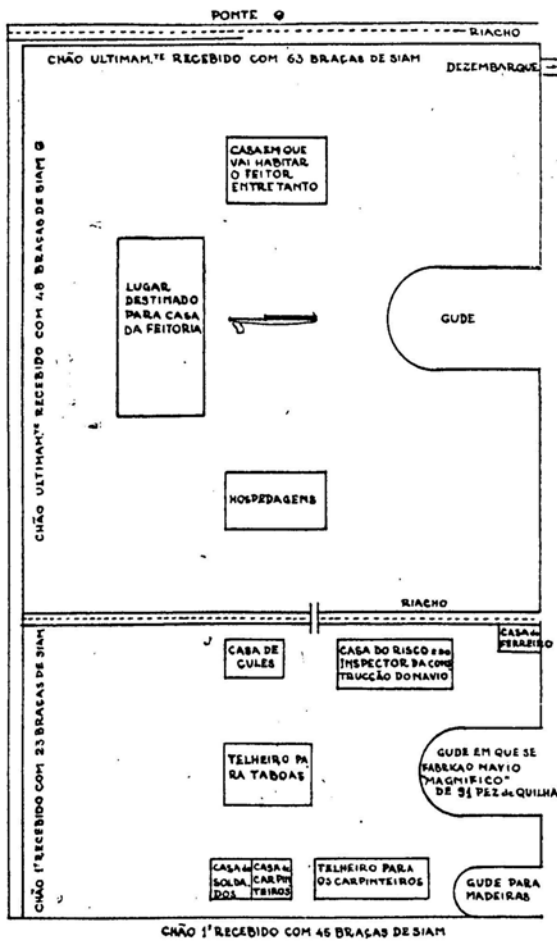 PONTE
RIACHO
CHÃO ULTIMAM.TE RECEBIDO COM 63 BRAÇAS DE SIAM
DEZEMBARQUE
CHÃO ULTIMAM.TE RECEBIDO COM 48 BRAÇAS DE SIAM
CASA EM QUE
VAI HABITAR
O FEITOR
ENTRETANTO
LUGAR
DESTINADO
PARA CASA
DA FEITORIA
GUDE
HOSPEDAGENS
RIACHO
CHÃO 1º RECEBIDO COM 23 BRAÇAS DE SIAM
CASA DE
CULES
CASA DO RISCO E DO
INSPECTOR DA CONS
TRUCÇÃO DO NAVIO
CASA do
FERREIRO
TELHEIRO PA
RA TABOAS
GUDE EM QUE SE
FABRICAO NAVIO
"MAGNIFICO"
DE 91 PEZ de QUILHA
CASA de
SOLDA
DOS
CASA de
CARPIN
TEIROS
TELHEIRO PARA
OS CARPINTEIROS
GUDE PARA
MADEIRAS
CHÃO 1º RECEBIDO COM 46 BRAÇAS DE SIAM